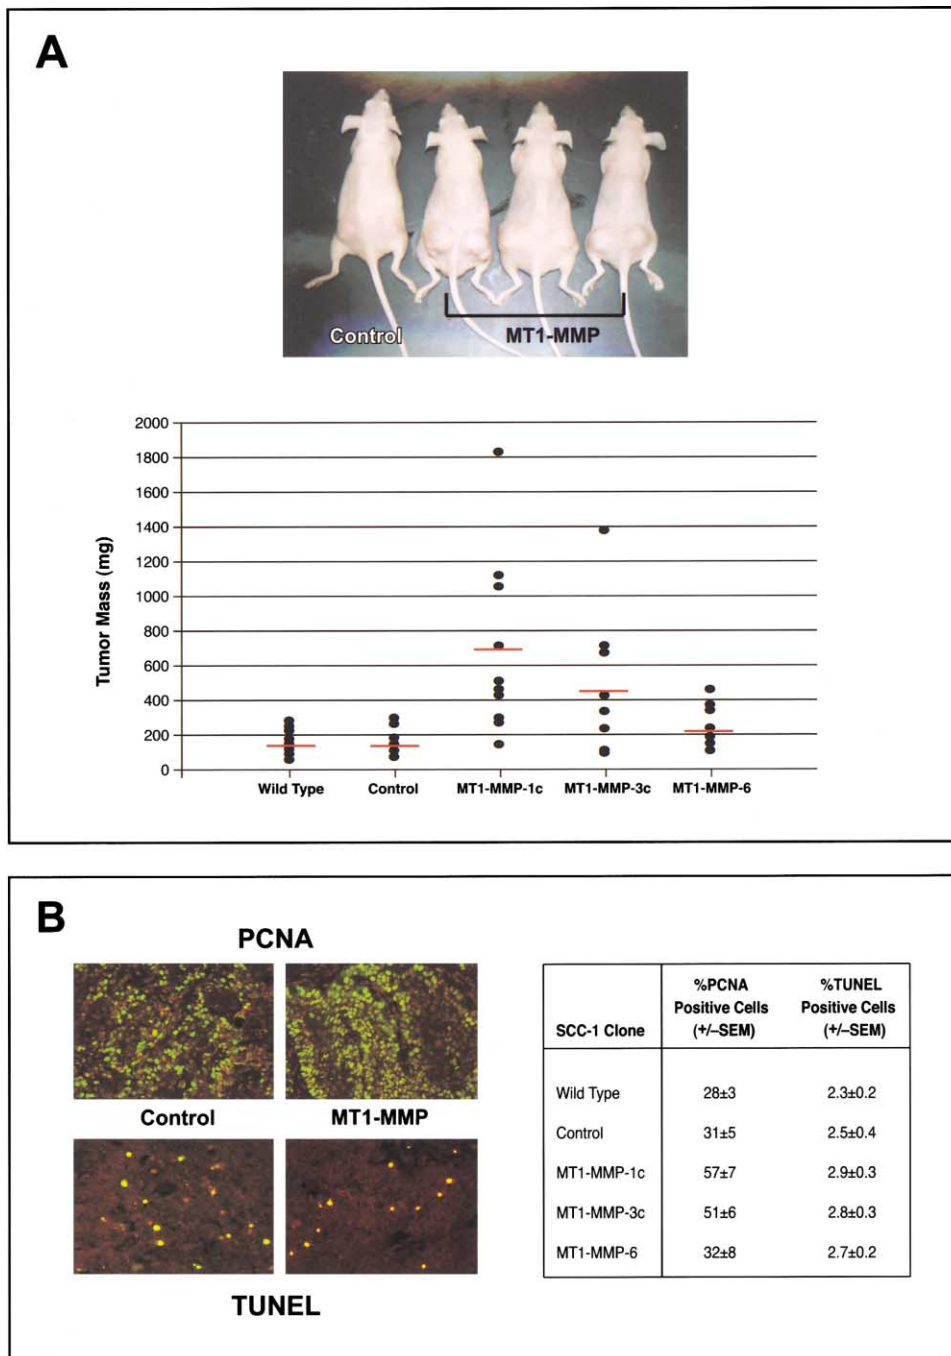 A
Control
MT1-MMP
2000
1800
1600
1400
1200
1000
800
600
400
200
0
Tumor Mass (mg)
Wild Type Control MT1-MMP-1c MT1-MMP-3c MT1-MMP-6
B
PCNA
Control MT1-MMP
TUNEL
SCC-1 Clone %PCNA Positive Cells (+/–SEM) %TUNEL Positive Cells (+/–SEM)
Wild Type 28±3 2.3±0.2
Control 31±5 2.5±0.4
MT1-MMP-1c 57±7 2.9±0.3
MT1-MMP-3c 51±6 2.8±0.3
MT1-MMP-6 32±8 2.7±0.2